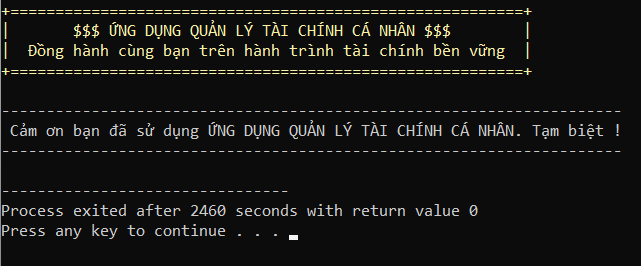 +========================================================+
|       $$$ ỨNG DỤNG QUẢN LÝ TÀI CHÍNH CÁ NHÂN $$$        |
|  Đồng hành cùng bạn trên hành trình tài chính bền vững  |
+========================================================+
--------------------------------------------------------------------
Cảm ơn bạn đã sử dụng ỨNG DỤNG QUẢN LÝ TÀI CHÍNH CÁ NHÂN. Tạm biệt !
--------------------------------------------------------------------
--------------------------------
Process exited after 2460 seconds with return value 0
Press any key to continue . . .